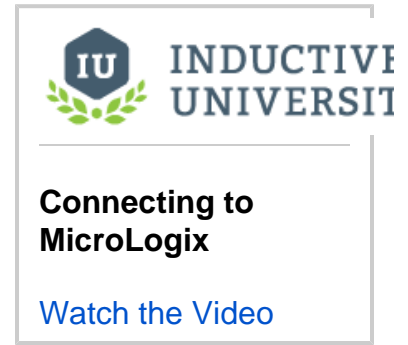 IU
INDUCTIVE
UNIVERSIT
Connecting to
MicroLogix
Watch the Video